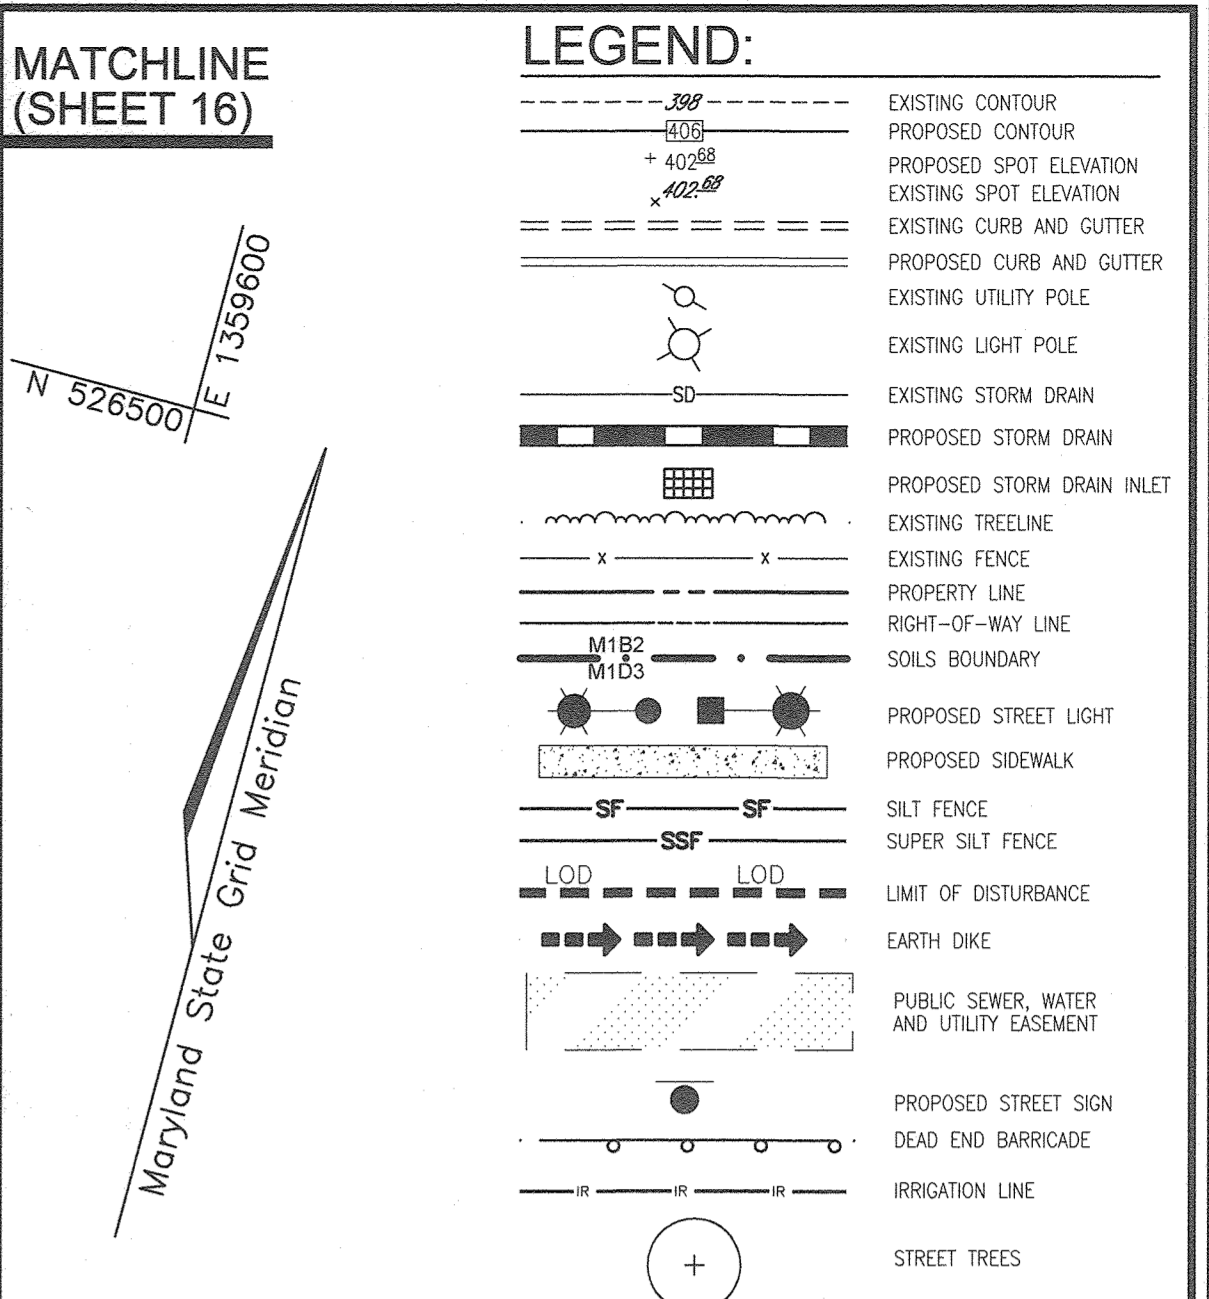 MATCHLINE
(SHEET 16)
E 1359600
N 526500
Maryland State Grid Meridian
LEGEND:
398 EXISTING CONTOUR
406 PROPOSED CONTOUR
+ 402 68 PROPOSED SPOT ELEVATION
x 402.68 EXISTING SPOT ELEVATION
EXISTING CURB AND GUTTER
PROPOSED CURB AND GUTTER
EXISTING UTILITY POLE
EXISTING LIGHT POLE
SD EXISTING STORM DRAIN
PROPOSED STORM DRAIN
PROPOSED STORM DRAIN INLET
EXISTING TREELINE
X X EXISTING FENCE
PROPERTY LINE
RIGHT-OF-WAY LINE
M1B2
M1D3
SOILS BOUNDARY
PROPOSED STREET LIGHT
PROPOSED SIDEWALK
SF SF SILT FENCE
SSF SUPER SILT FENCE
LOD LOD
LIMIT OF DISTURBANCE
EARTH DIKE
PUBLIC SEWER, WATER
AND UTILITY EASEMENT
PROPOSED STREET SIGN
DEAD END BARRICADE
IR IR IR IRRIGATION LINE
STREET TREES